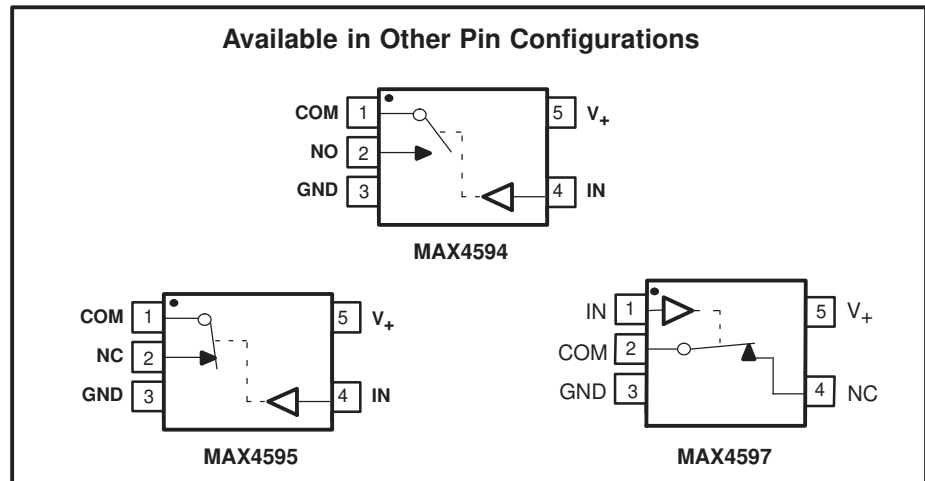 Available in Other Pin Configurations
COM 1 5 V+
NO 2
GND 3 4 IN
MAX4594
COM 1 5 V+
NC 2
GND 3 4 IN
MAX4595
IN 1 5 V+
COM 2
GND 3 4 NC
MAX4597